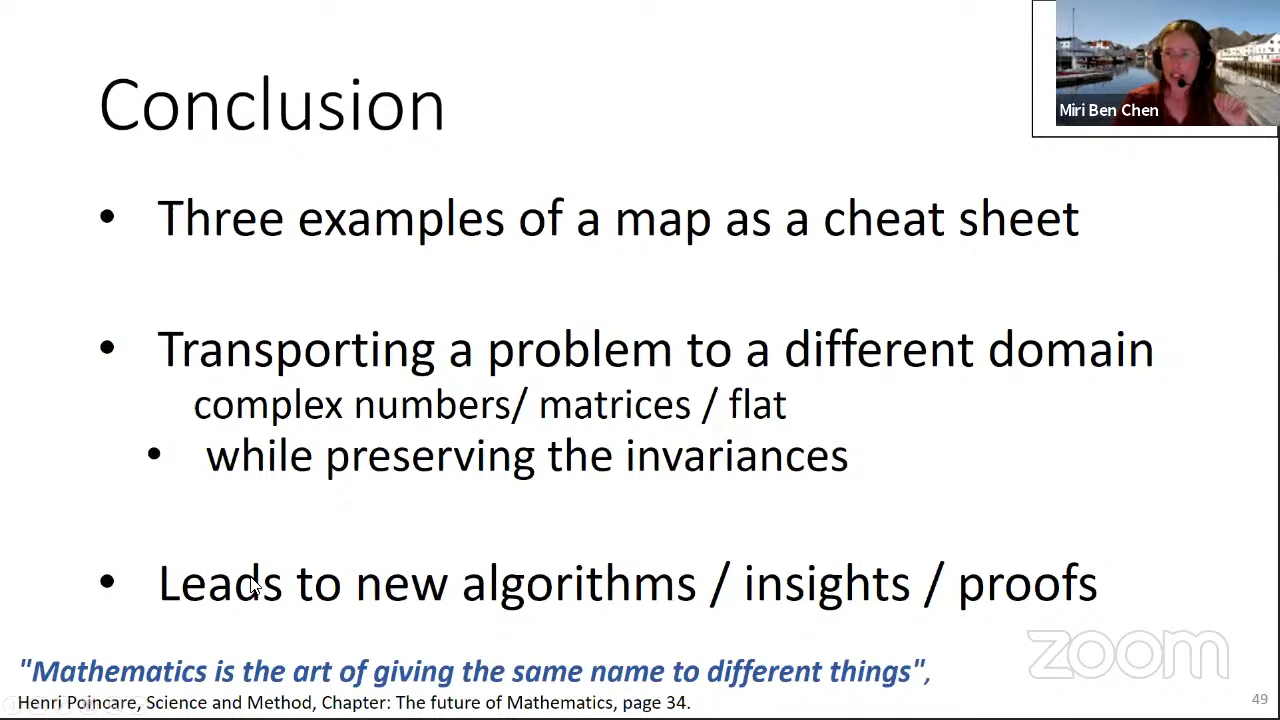 Miri Ben Chen
Conclusion
• Three examples of a map as a cheat sheet
• Transporting a problem to a different domain
complex numbers/ matrices / flat
• while preserving the invariances
• Leads to new algorithms / insights / proofs
zoom
"Mathematics is the art of giving the same name to different things",
Henri Poincare, Science and Method, Chapter: The future of Mathematics, page 34.
49